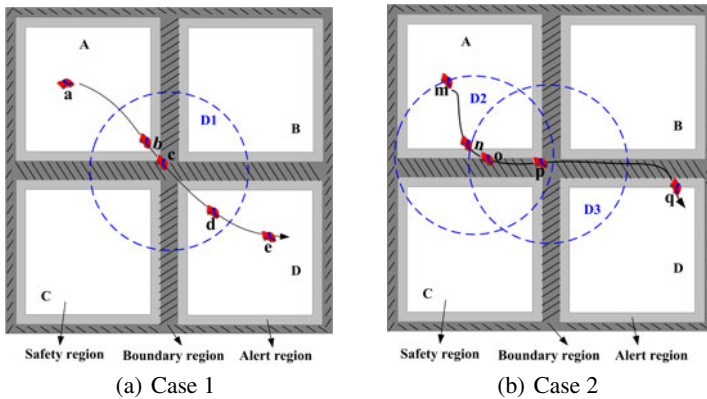 A
a
D1
b
B
c
d
e
C
D
Safety region Boundary region Alert region
(a) Case 1
A
m
D2
n
B
o
p
D3
q
C
D
Safety region Boundary region Alert region
(b) Case 2